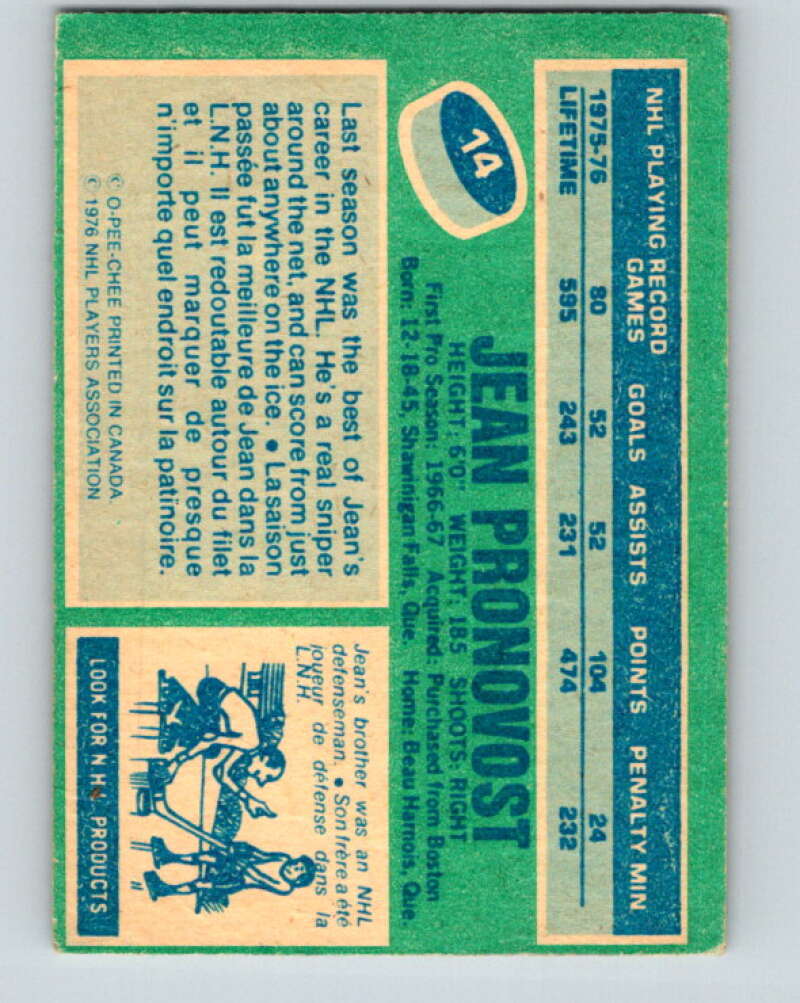 14
JEAN PRONOVOST
HEIGHT: 6'0" WEIGHT: 185 SHOOTS: RIGHT
First Pro Season: 1966-67 Acquired: Purchased from Boston
Born: 12-18-45, Shawinigan Falls, Que. Home: Beau Harnois, Que.
NHL PLAYING RECORD
GAMES GOALS ASSISTS POINTS PENALTY MIN
1975-76 80 52 52 104 24
LIFETIME 595 243 231 474 232
Last season was the best of Jean's
career in the NHL. He's a real sniper
around the net, and can score from just
about anywhere on the ice. • La saison
passée fut la meilleure de Jean dans la
L.N.H. Il est redoutable autour du filet
et il peut marquer de presque
n'importe quel endroit sur la patinoire.
© O-PEE-CHEE PRINTED IN CANADA.
© 1976 NHL PLAYERS ASSOCIATION
Jean's brother was an NHL
defenseman. • Son frère a été
joueur de défense dans la
L.N.H.
LOOK FOR NHL PRODUCTS